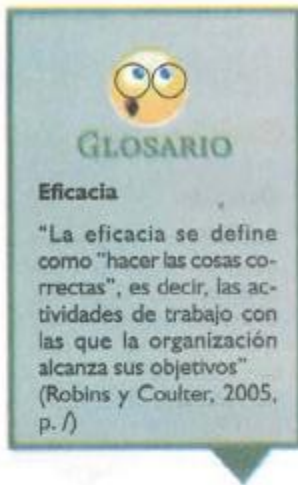 GLOSARIO
Eficacia
"La eficacia se define
como "hacer las cosas co-
rrectas", es decir, las ac-
tividades de trabajo con
las que la organización
alcanza sus objetivos"
(Robins y Coulter, 2005,
p. /)